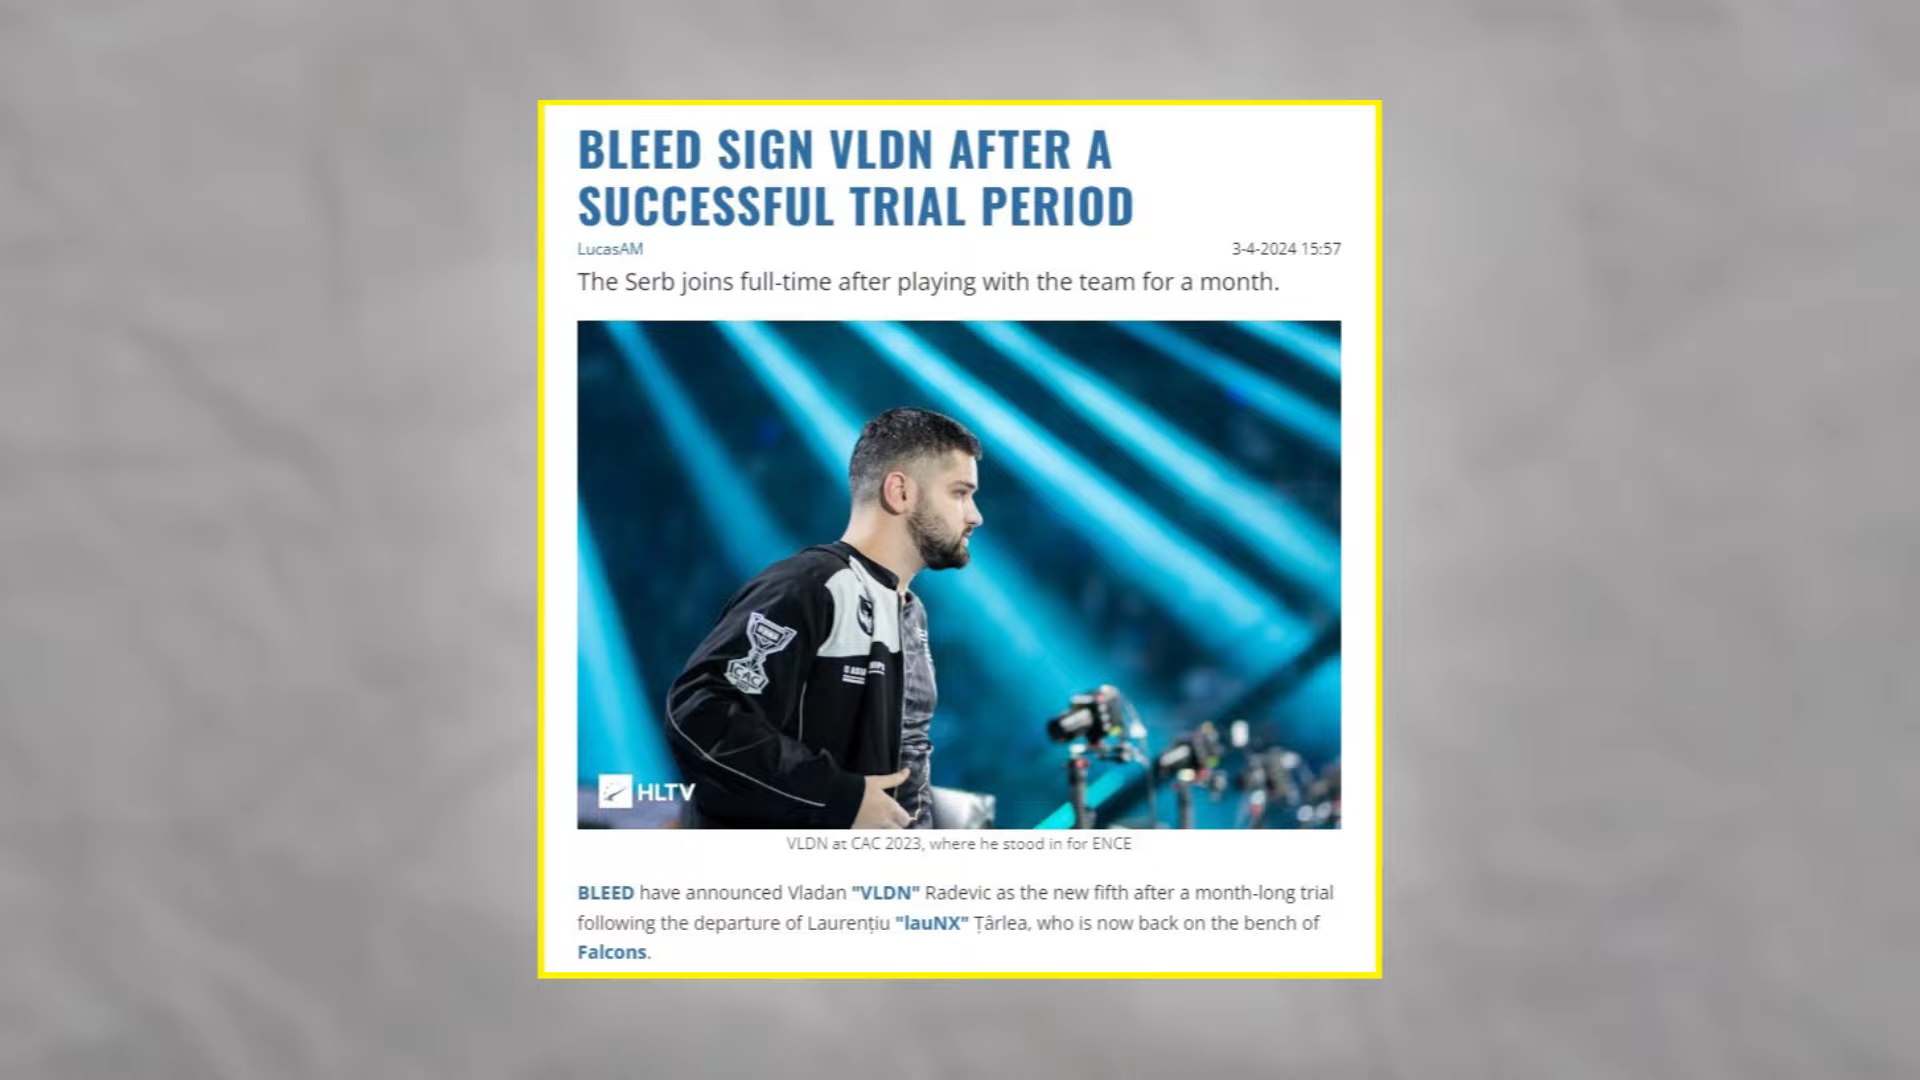 BLEED SIGN VLDN AFTER A
SUCCESSFUL TRIAL PERIOD
LucasAM 3-4-2024 15:57
The Serb joins full-time after playing with the team for a month.
CAC
HLTV
VLDN at CAC 2023, where he stood in for ENCE
BLEED have announced Vladan "VLDN" Radevic as the new fifth after a month-long trial
following the departure of Laurențiu "lauNX" Țârlea, who is now back on the bench of
Falcons.